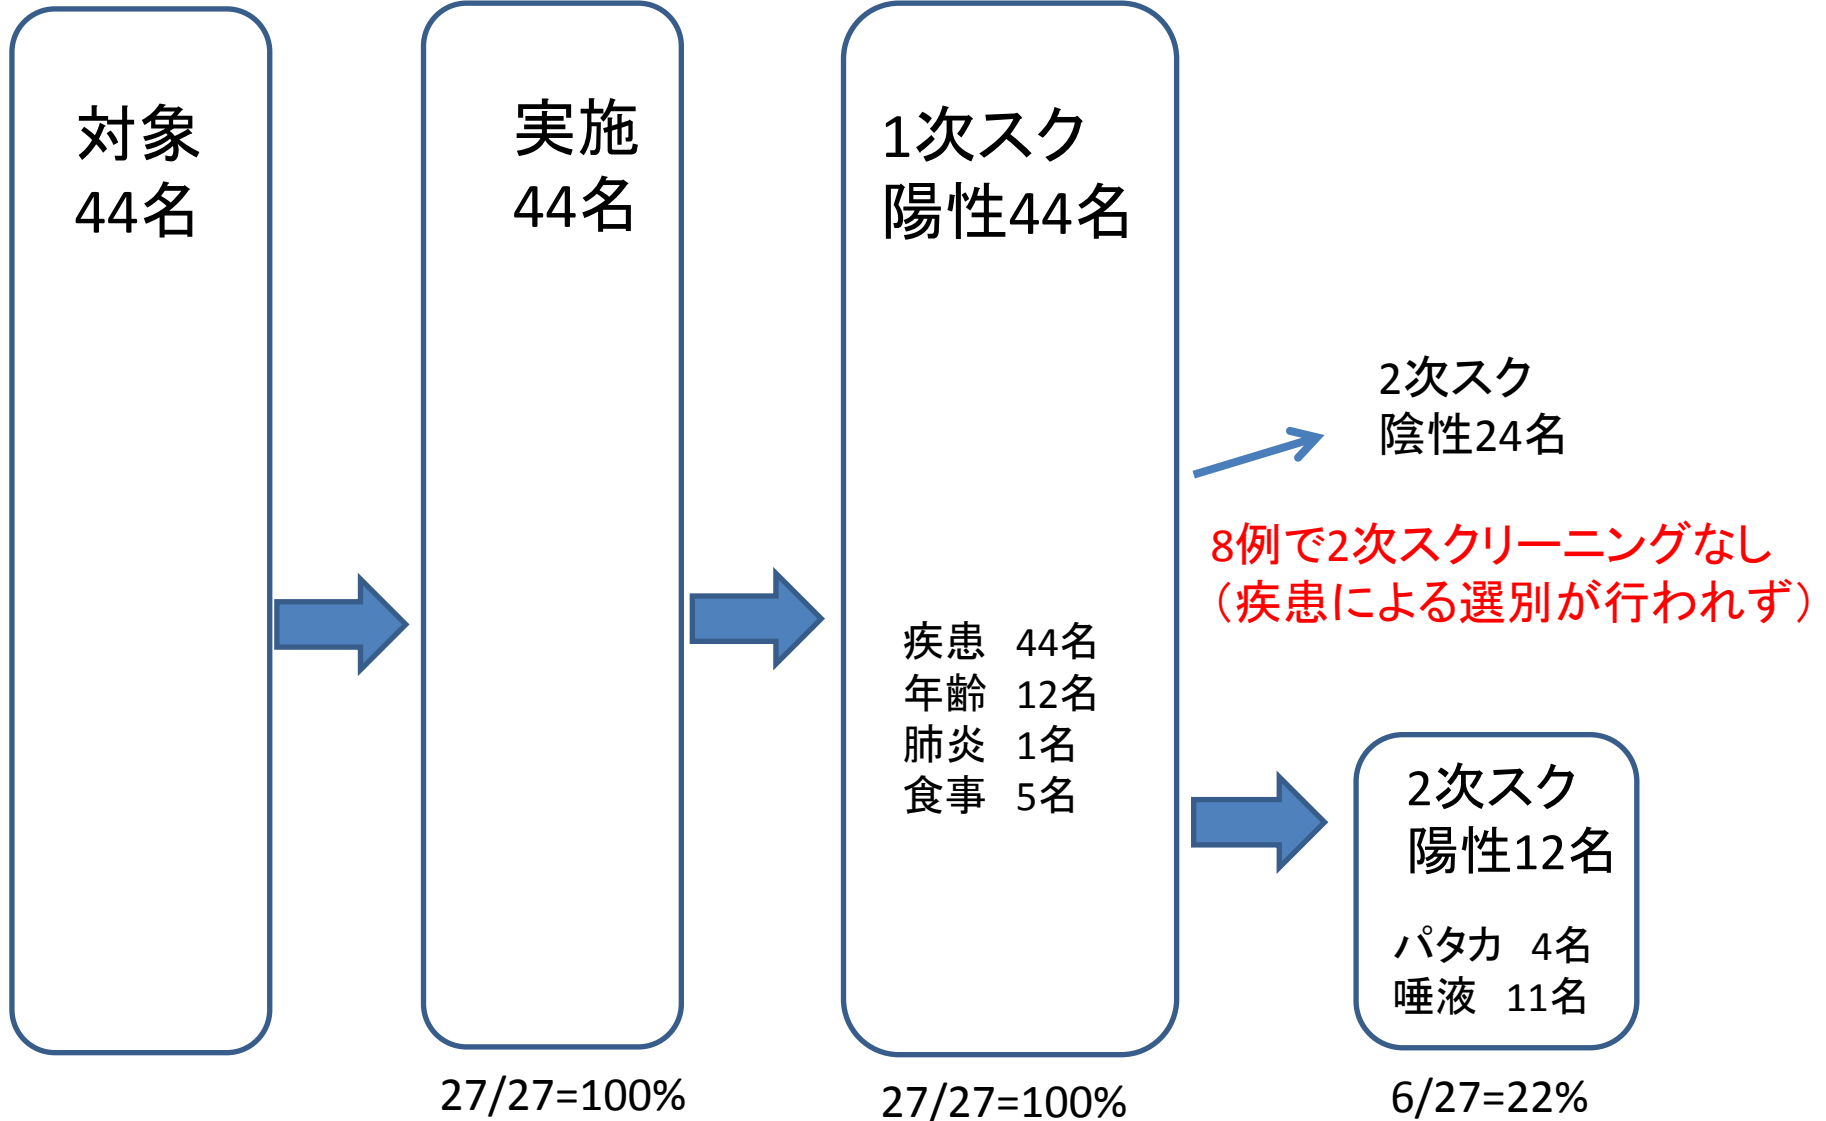 対象
44名
実施
44名
1次スク
陽性44名
疾患 44名
年齢 12名
肺炎 1名
食事 5名
2次スク
陰性24名
8例で2次スクリーニングなし
（疾患による選別が行われず）
2次スク
陽性12名
パタカ 4名
唾液 11名
27/27=100%
27/27=100%
6/27=22%